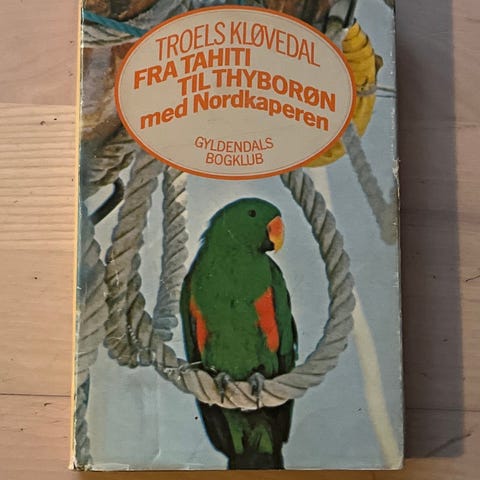 TROELS KLØVEDAL
FRA TAHITI
TIL THYBORØN
med Nordkaperen
GYLDENDALS
BOGKLUB